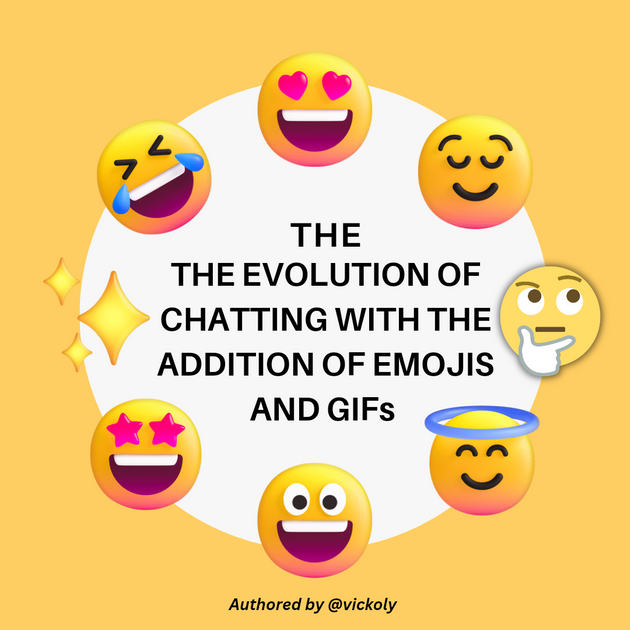 THE
THE EVOLUTION OF
CHATTING WITH THE
ADDITION OF EMOJIS
AND GIFs
Authored by @vickoly